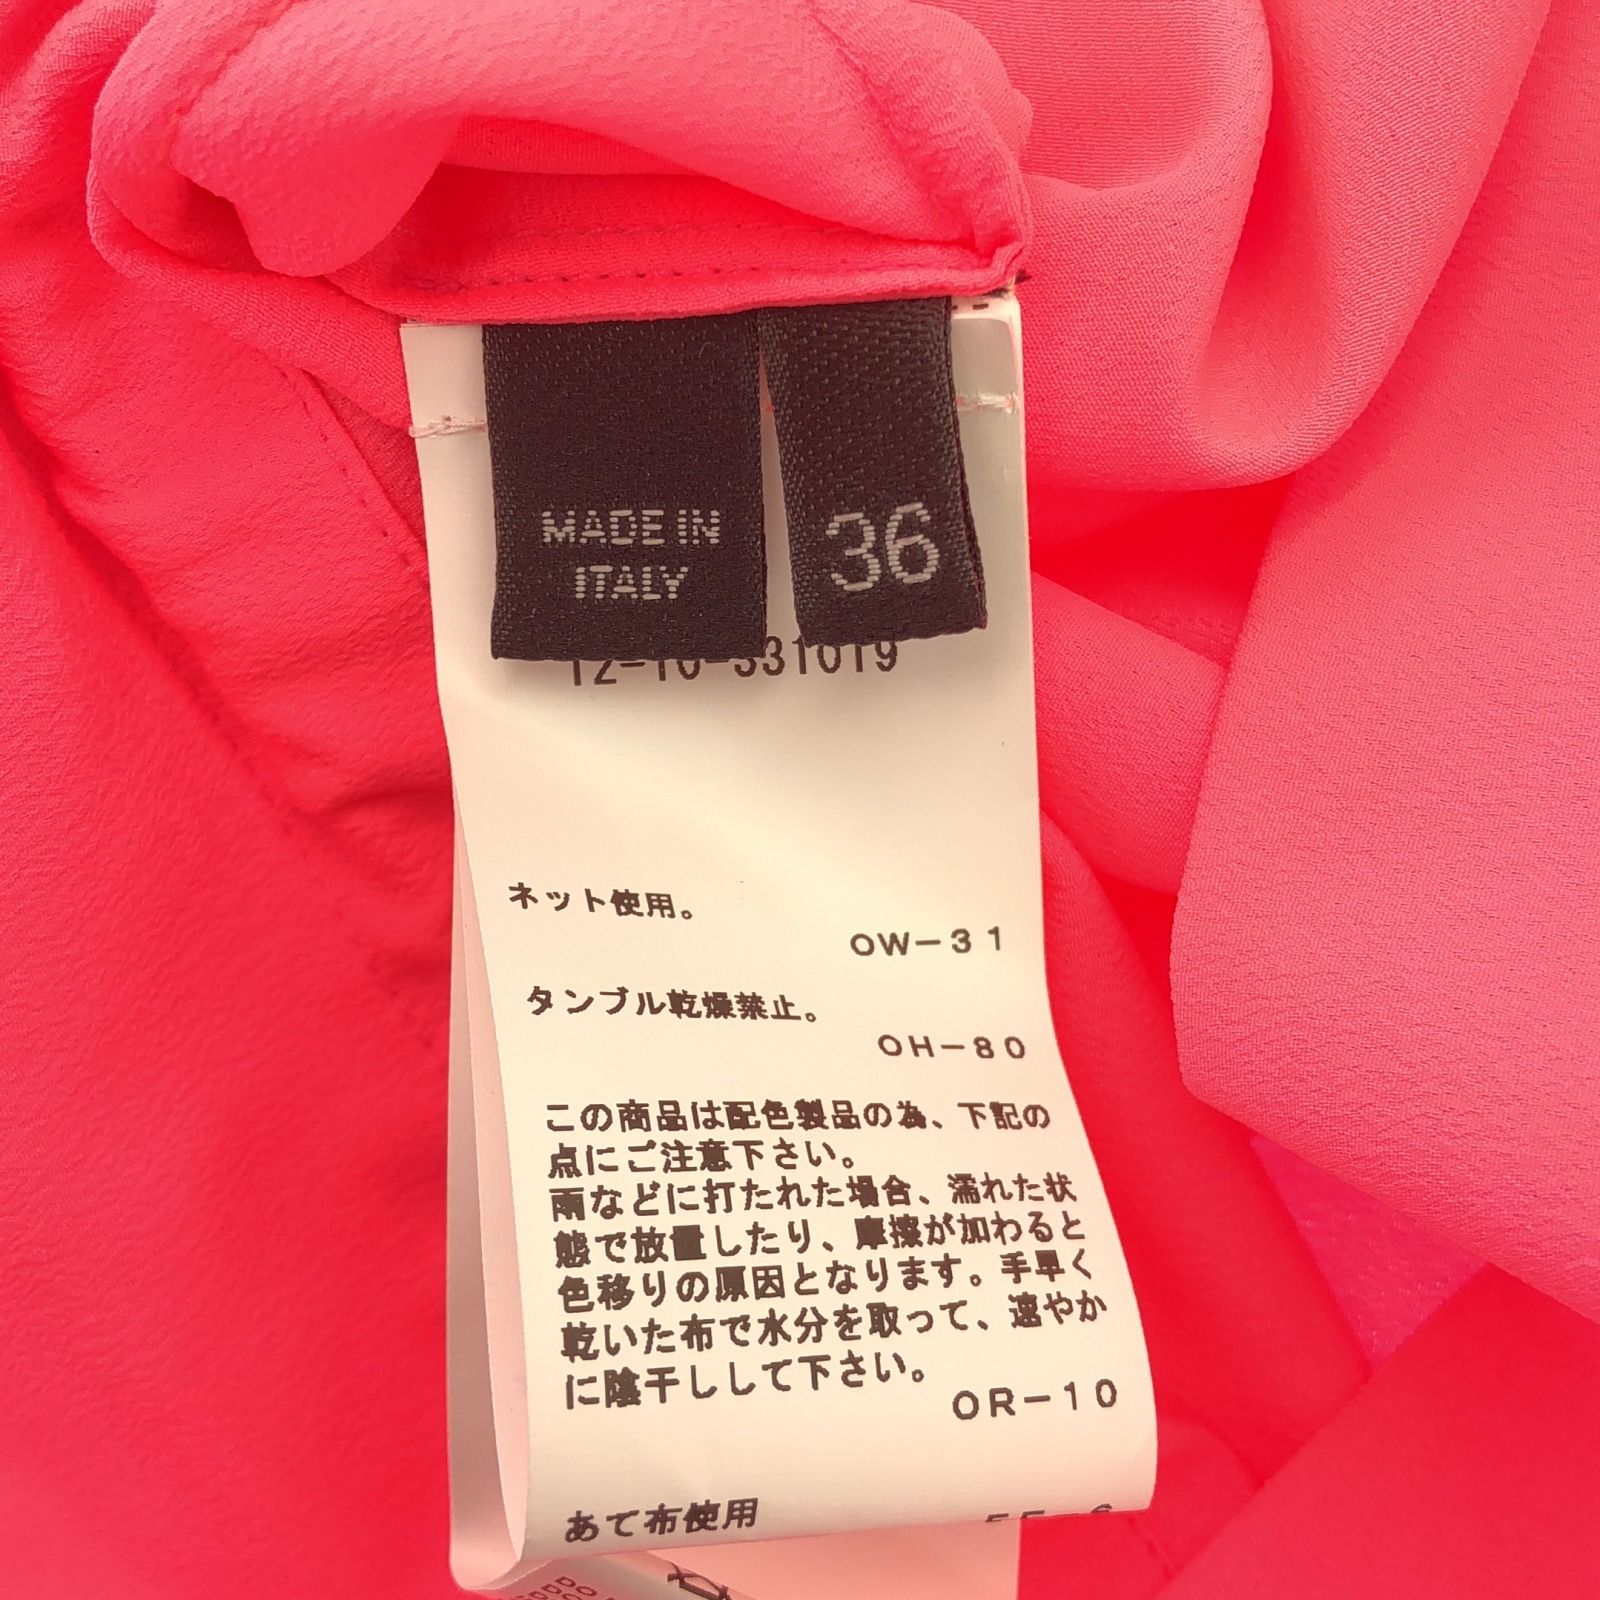 MADE IN
ITALY
36
12-10-331019
ネット使用。
OW-31
タンブル乾燥禁止。
OH-80
この商品は配色製品の為、下記の
点にご注意下さい。
雨などに打たれた場合、濡れた状
態で放置したり、摩擦が加わると
色移りの原因となります。手早く
乾いた布で水分を取って、速やか
に陰干しして下さい。
OR-10
あて布使用